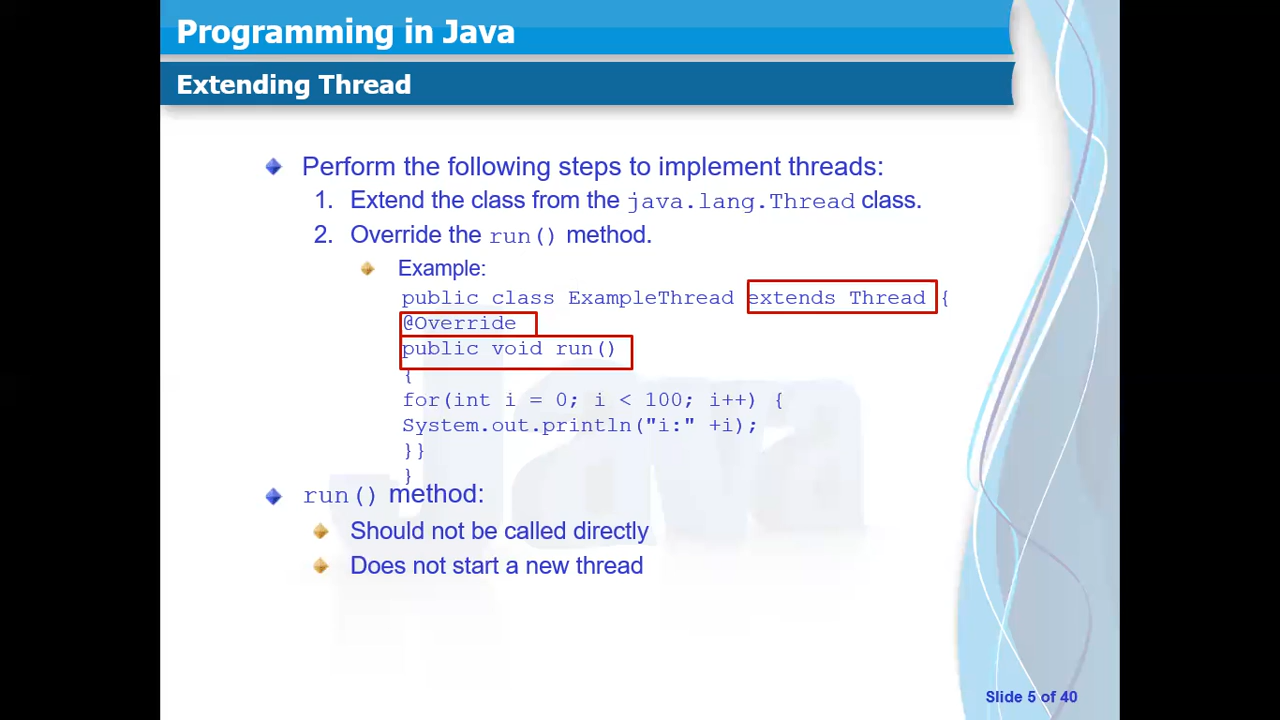 Programming in Java
Extending Thread
Perform the following steps to implement threads:
1. Extend the class from the java.lang.Thread class.
2. Override the run() method.
Example:
public class ExampleThread extends Thread {
@Override
public void run()
{
for(int i = 0; i < 100; i++) {
System.out.println("i:" +i);
}}
}
run() method:
Should not be called directly
Does not start a new thread
Java
Slide 5 of 40